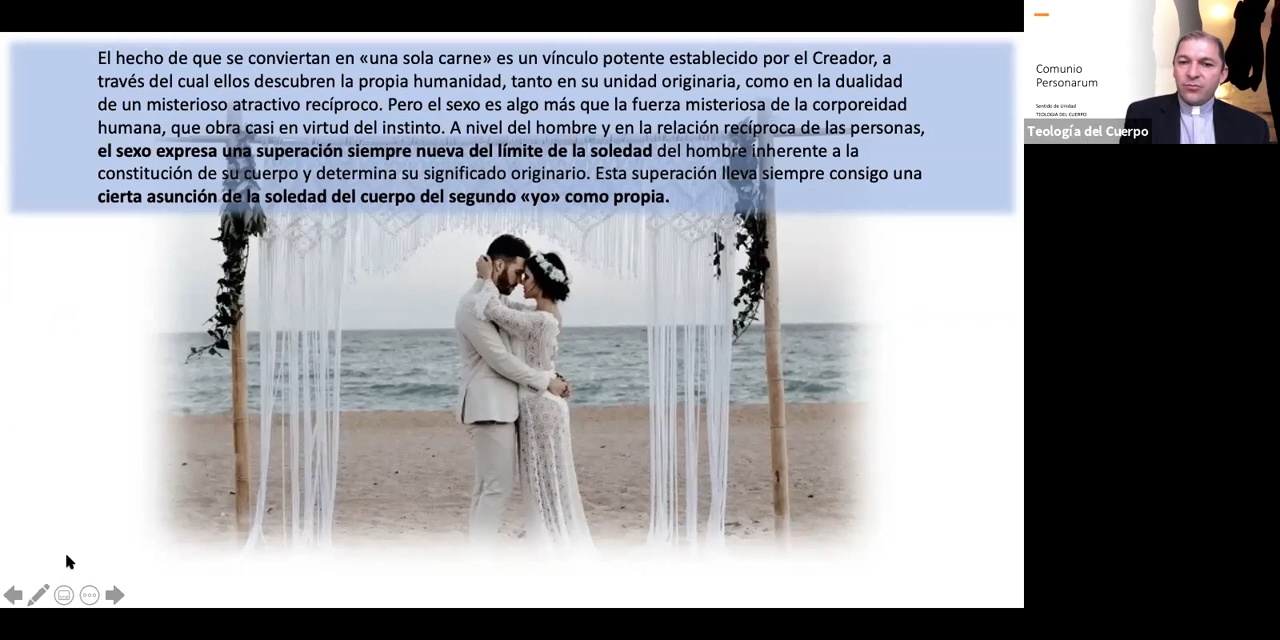 El hecho de que se conviertan en «una sola carne» es un vínculo potente establecido por el Creador, a
través del cual ellos descubren la propia humanidad, tanto en su unidad originaria, como en la dualidad
de un misterioso atractivo recíproco. Pero el sexo es algo más que la fuerza misteriosa de la corporeidad
humana, que obra casi en virtud del instinto. A nivel del hombre y en la relación recíproca de las personas,
el sexo expresa una superación siempre nueva del límite de la soledad del hombre inherente a la
constitución de su cuerpo y determina su significado originario. Esta superación lleva siempre consigo una
cierta asunción de la soledad del cuerpo del segundo «yo» como propia.
Comunio
Personarum
Sentido de Unidad
TEOLOGIA DEL CUERPO
Teología del Cuerpo